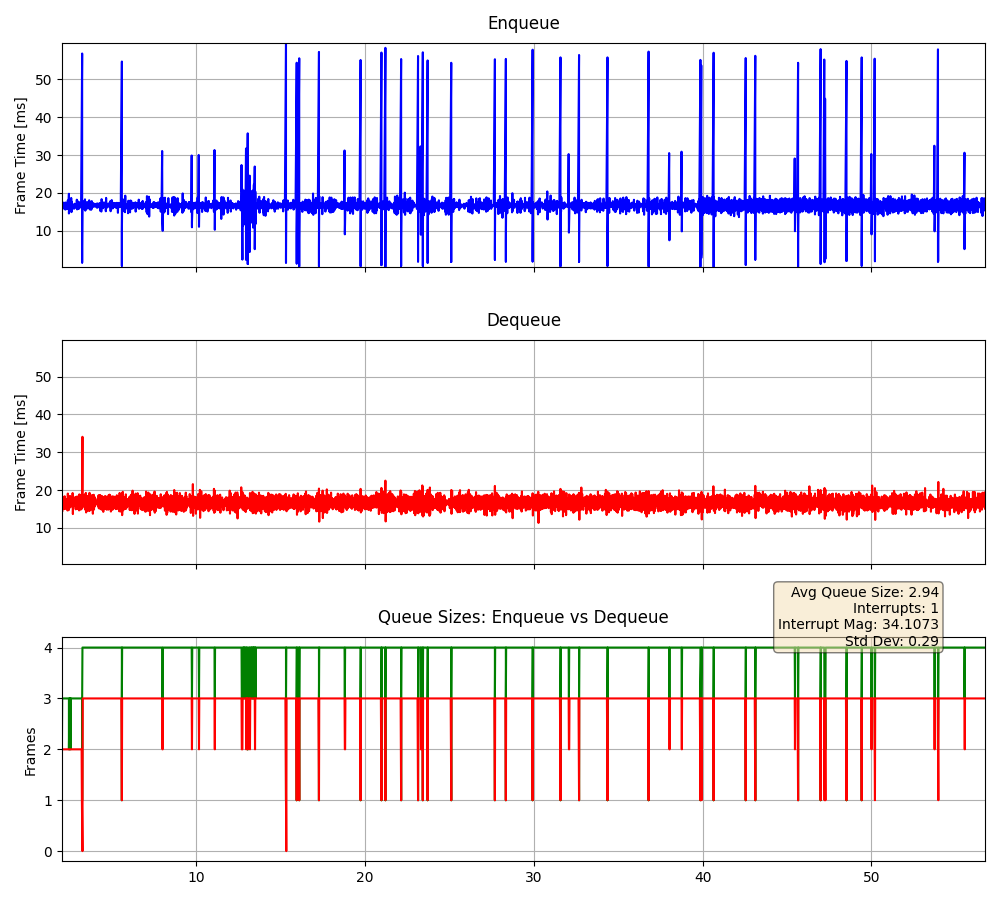 Enqueue
Frame Time [ms]
50
40
30
20
10
Dequeue
Frame Time [ms]
50
40
30
20
10
Avg Queue Size: 2.94
Interrupts: 1
Interrupt Mag: 34.1073
Std Dev: 0.29
Queue Sizes: Enqueue vs Dequeue
Frames
4
3
2
1
0
10 20 30 40 50